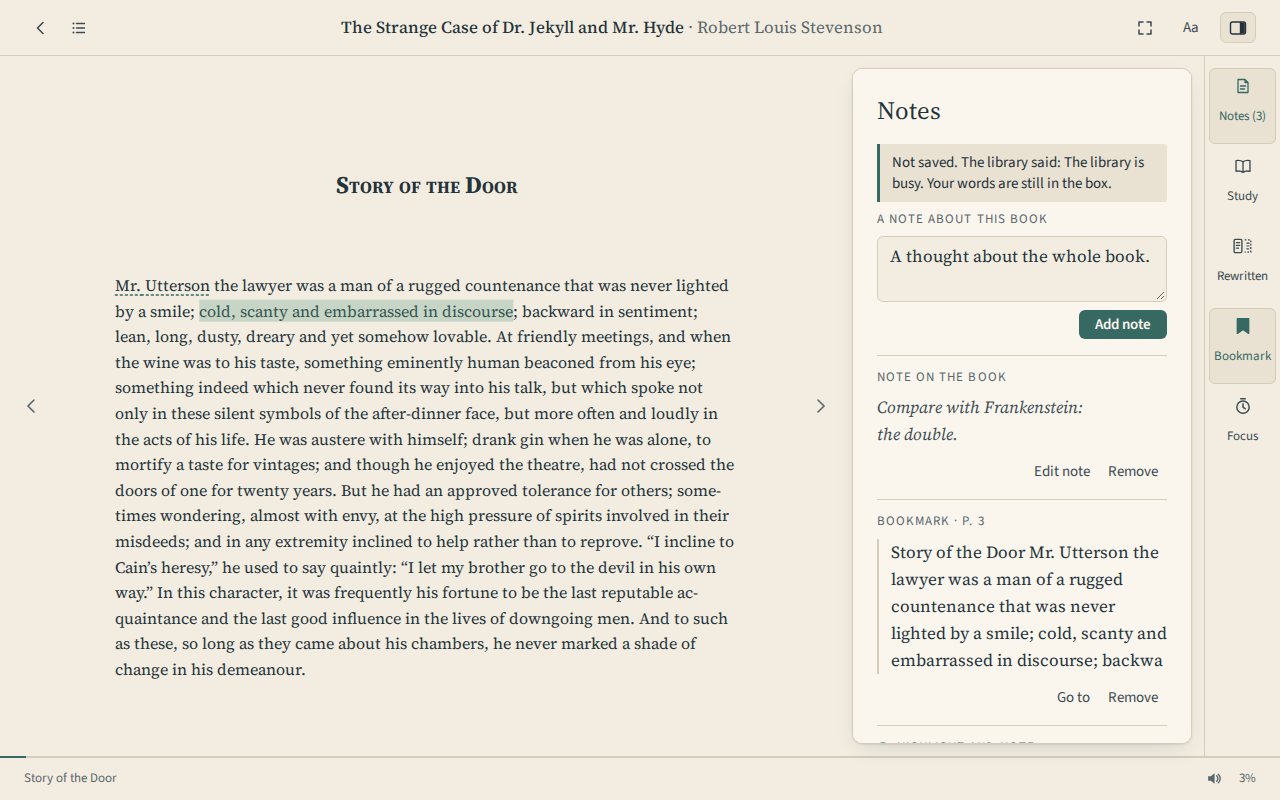 The Strange Case of Dr. Jekyll and Mr. Hyde · Robert Louis Stevenson
Aa
Story of the Door
Mr. Utterson the lawyer was a man of a rugged countenance that was never lighted
by a smile; cold, scanty and embarrassed in discourse; backward in sentiment;
lean, long, dusty, dreary and yet somehow lovable. At friendly meetings, and when
the wine was to his taste, something eminently human beaconed from his eye;
something indeed which never found its way into his talk, but which spoke not
only in these silent symbols of the after-dinner face, but more often and loudly in
the acts of his life. He was austere with himself; drank gin when he was alone, to
mortify a taste for vintages; and though he enjoyed the theatre, had not crossed the
doors of one for twenty years. But he had an approved tolerance for others; some-
times wondering, almost with envy, at the high pressure of spirits involved in their
misdeeds; and in any extremity inclined to help rather than to reprove. “I incline to
Cain’s heresy,” he used to say quaintly: “I let my brother go to the devil in his own
way.” In this character, it was frequently his fortune to be the last reputable ac-
quaintance and the last good influence in the lives of downgoing men. And to such
as these, so long as they came about his chambers, he never marked a shade of
change in his demeanour.
Notes
Not saved. The library said: The library is
busy. Your words are still in the box.
A NOTE ABOUT THIS BOOK
A thought about the whole book.
Add note
NOTE ON THE BOOK
Compare with Frankenstein:
the double.
Edit note Remove
BOOKMARK · P. 3
Story of the Door Mr. Utterson the
lawyer was a man of a rugged
countenance that was never
lighted by a smile; cold, scanty and
embarrassed in discourse; backwa
Go to Remove
Notes (3)
Study
Rewritten
Bookmark
Focus
Story of the Door
3%